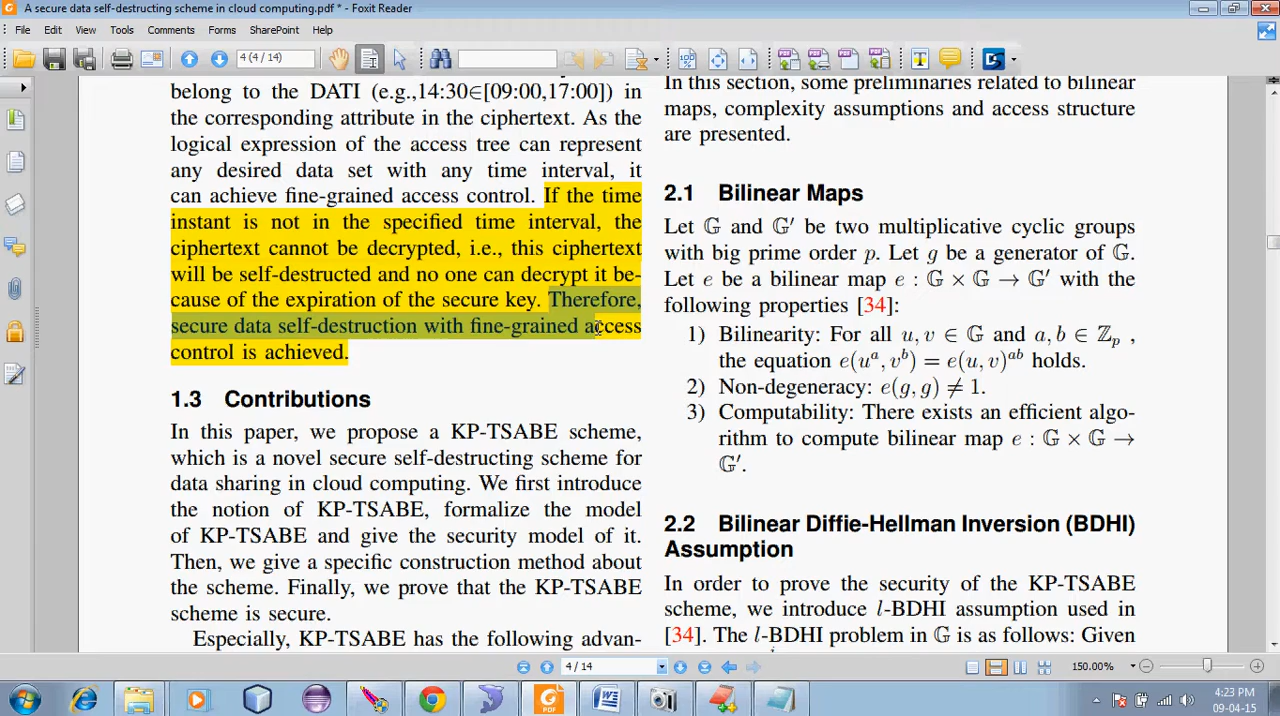 A secure data self-destructing scheme in cloud computing.pdf * - Foxit Reader
File Edit View Tools Comments Forms SharePoint Help
4 (4 / 14)
belong to the DATI (e.g.,14:30∈[09:00,17:00]) in
the corresponding attribute in the ciphertext. As the
logical expression of the access tree can represent
any desired data set with any time interval, it
can achieve fine-grained access control. If the time
instant is not in the specified time interval, the
ciphertext cannot be decrypted, i.e., this ciphertext
will be self-destructed and no one can decrypt it be-
cause of the expiration of the secure key. Therefore,
secure data self-destruction with fine-grained access
control is achieved.
1.3 Contributions
In this paper, we propose a KP-TSABE scheme,
which is a novel secure self-destructing scheme for
data sharing in cloud computing. We first introduce
the notion of KP-TSABE, formalize the model
of KP-TSABE and give the security model of it.
Then, we give a specific construction method about
the scheme. Finally, we prove that the KP-TSABE
scheme is secure.
Especially, KP-TSABE has the following advan-
In this section, some preliminaries related to bilinear
maps, complexity assumptions and access structure
are presented.
2.1 Bilinear Maps
Let 𝔾 and 𝔾′ be two multiplicative cyclic groups
with big prime order p. Let g be a generator of 𝔾.
Let e be a bilinear map e : 𝔾 × 𝔾 → 𝔾′ with the
following properties [34]:
1) Bilinearity: For all u, v ∈ 𝔾 and a, b ∈ ℤp ,
the equation e(u^a, v^b) = e(u, v)^ab holds.
2) Non-degeneracy: e(g, g) ≠ 1.
3) Computability: There exists an efficient algo-
rithm to compute bilinear map e : 𝔾 × 𝔾 →
𝔾′.
2.2 Bilinear Diffie-Hellman Inversion (BDHI)
Assumption
In order to prove the security of the KP-TSABE
scheme, we introduce l-BDHI assumption used in
[34]. The l-BDHI problem in 𝔾 is as follows: Given
4 / 14
150.00%
PDF
4:23 PM
09-04-15